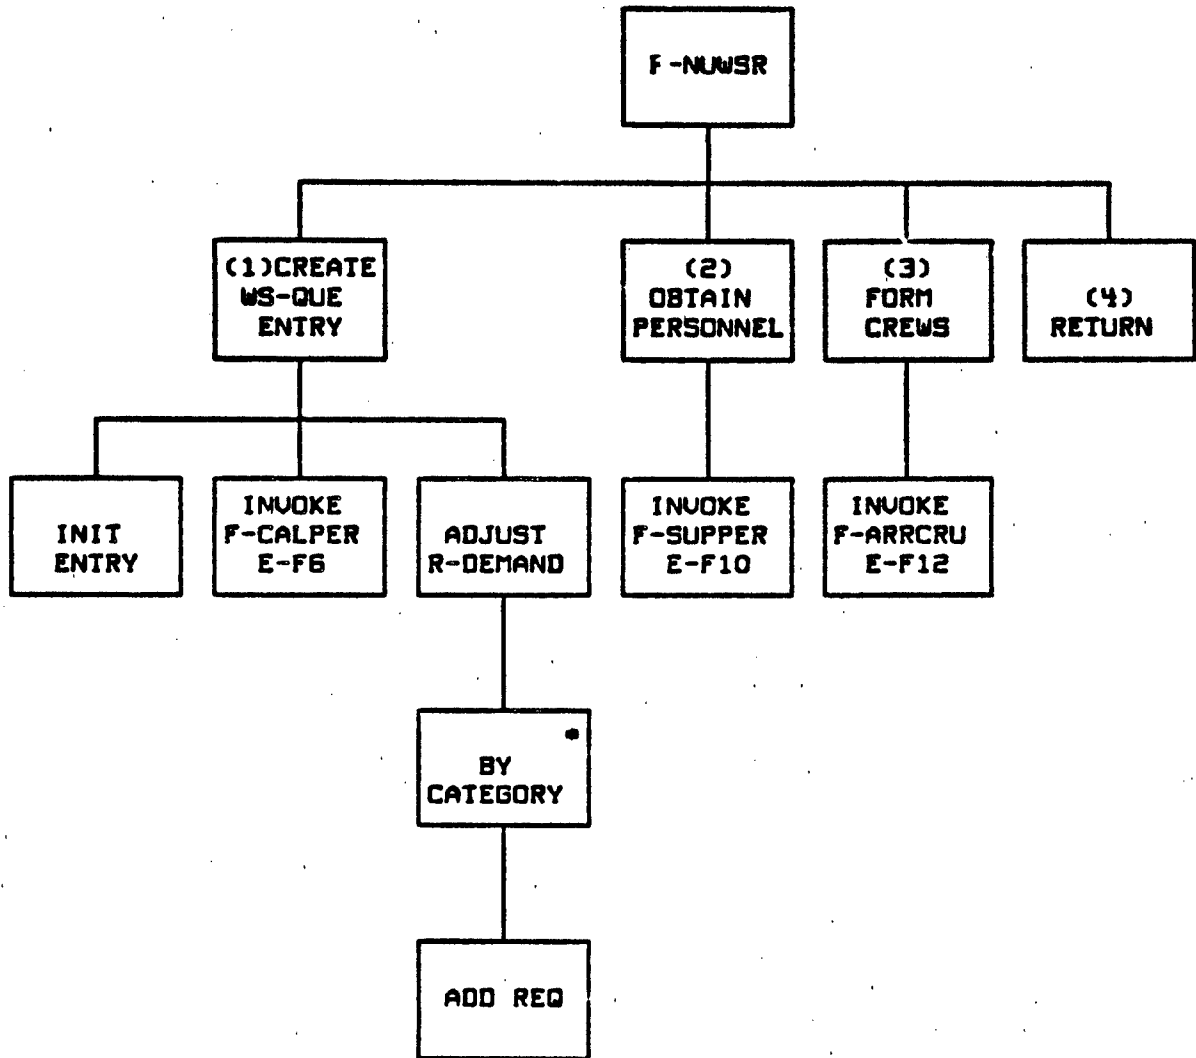 F-NUWSR
(1)CREATE
WS-QUE
ENTRY
(2)
OBTAIN
PERSONNEL
(3)
FORM
CREWS
(4)
RETURN
INIT
ENTRY
INVOKE
F-CALPER
E-F6
ADJUST
R-DEMAND
INVOKE
F-SUPPER
E-F10
INVOKE
F-ARRCRU
E-F12
*
BY
CATEGORY
ADD REQ